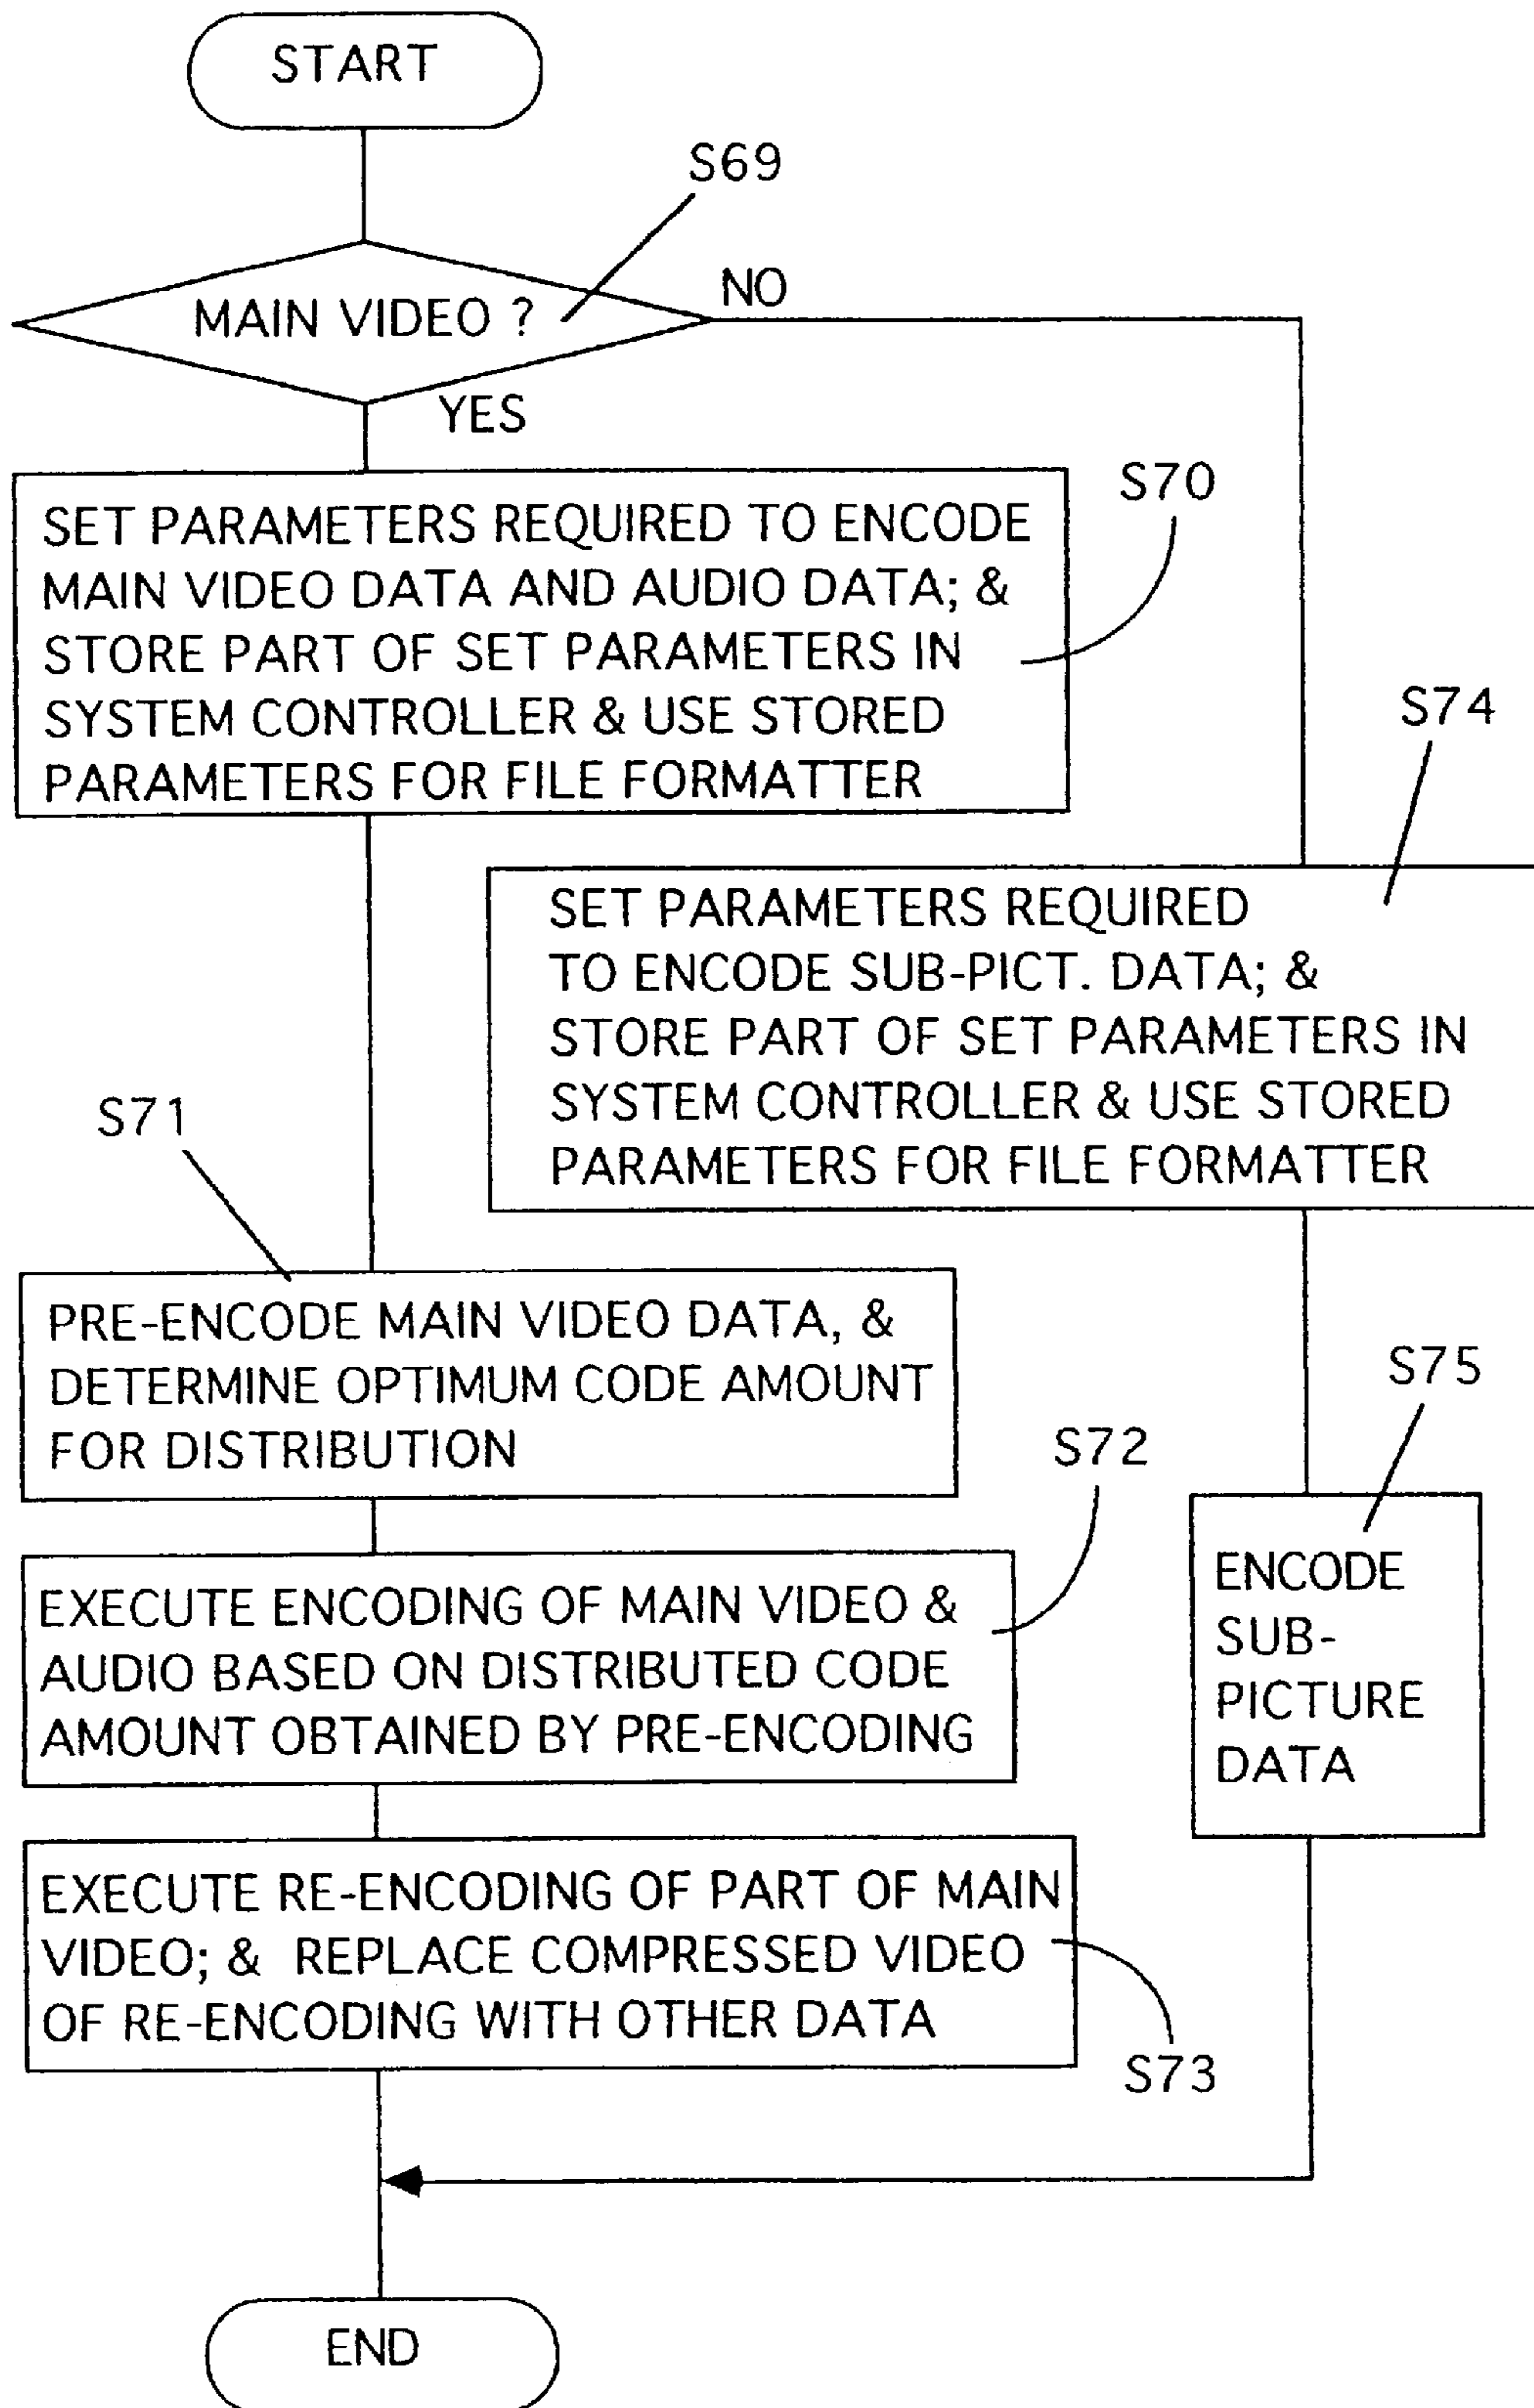 START
S69
MAIN VIDEO ?
NO
YES
S70
SET PARAMETERS REQUIRED TO ENCODE
MAIN VIDEO DATA AND AUDIO DATA; &
STORE PART OF SET PARAMETERS IN
SYSTEM CONTROLLER & USE STORED
PARAMETERS FOR FILE FORMATTER
S74
SET PARAMETERS REQUIRED
TO ENCODE SUB-PICT. DATA; &
STORE PART OF SET PARAMETERS IN
SYSTEM CONTROLLER & USE STORED
PARAMETERS FOR FILE FORMATTER
S71
PRE-ENCODE MAIN VIDEO DATA, &
DETERMINE OPTIMUM CODE AMOUNT
FOR DISTRIBUTION
S72
EXECUTE ENCODING OF MAIN VIDEO &
AUDIO BASED ON DISTRIBUTED CODE
AMOUNT OBTAINED BY PRE-ENCODING
S75
ENCODE
SUB-
PICTURE
DATA
EXECUTE RE-ENCODING OF PART OF MAIN
VIDEO; & REPLACE COMPRESSED VIDEO
OF RE-ENCODING WITH OTHER DATA
S73
END